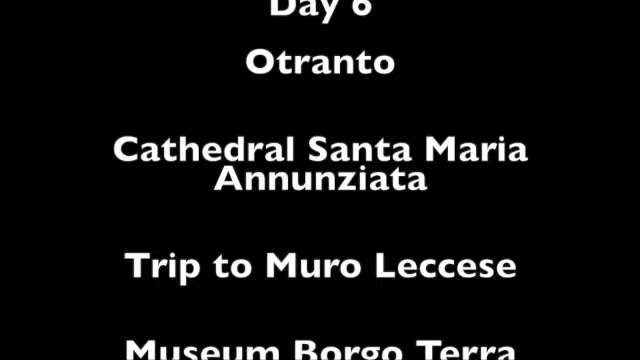 Day 6
Otranto
Cathedral Santa Maria
Annunziata
Trip to Muro Leccese
Museum Borgo Terra